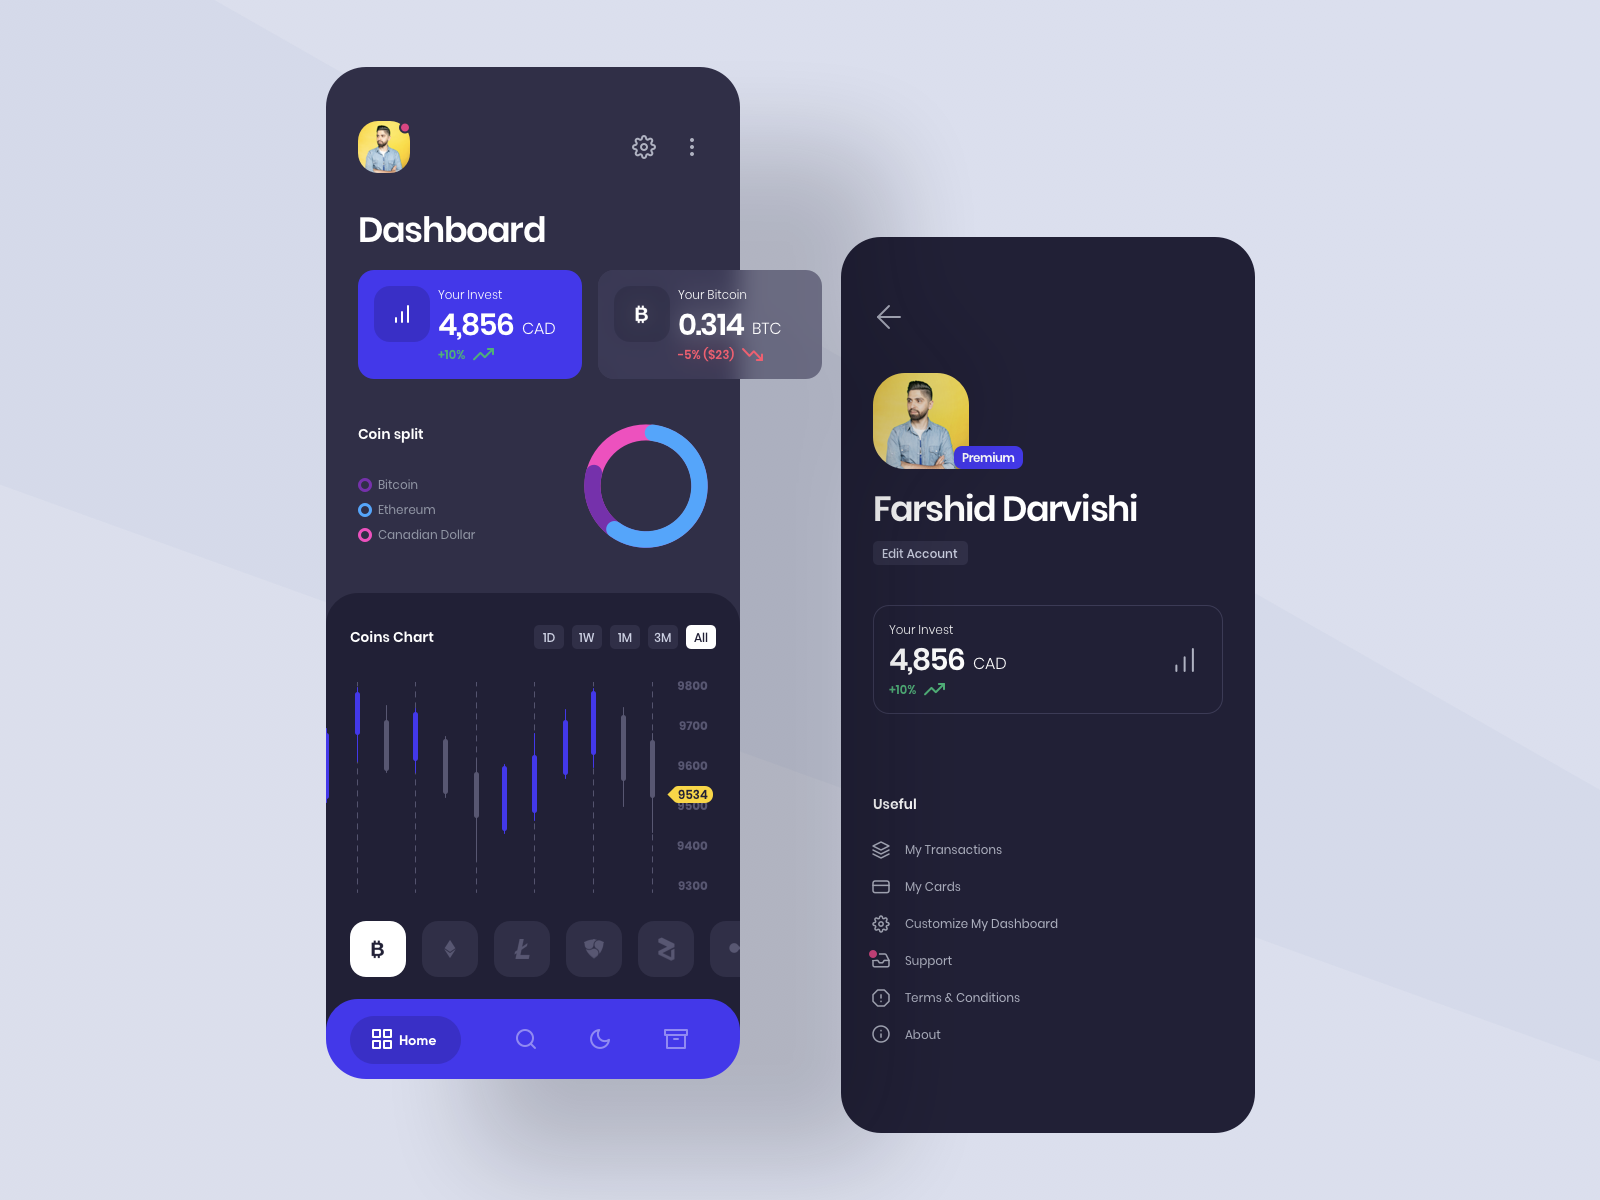 Dashboard
Your Invest
4,856 CAD
+10%
Your Bitcoin
0.314 BTC
-5% ($23)
Coin split
Bitcoin
Ethereum
Canadian Dollar
Coins Chart
1D 1W 1M 3M All
9800
9700
9600
9534
9500
9400
9300
Home
Premium
Farshid Darvishi
Edit Account
Your Invest
4,856 CAD
+10%
Useful
My Transactions
My Cards
Customize My Dashboard
Support
Terms & Conditions
About